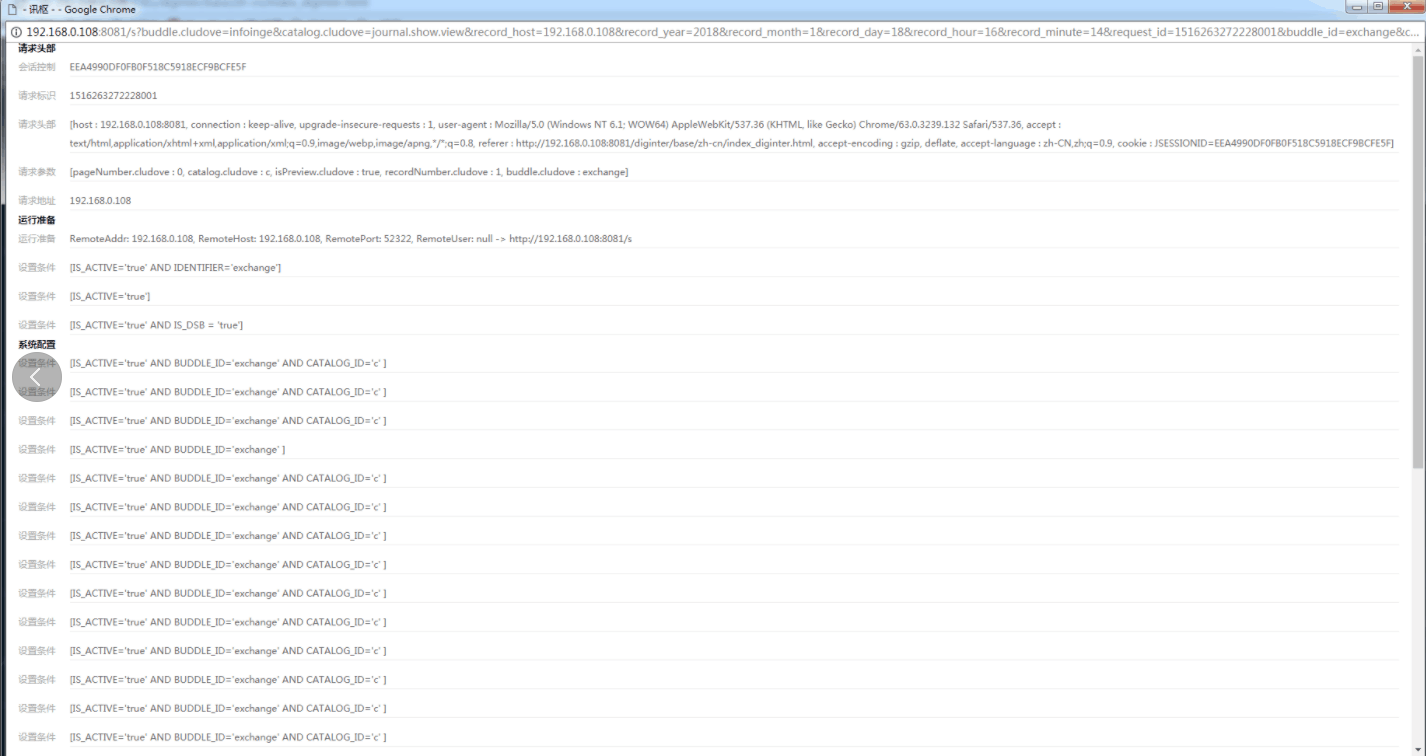 - 讯枢 - - Google Chrome
192.168.0.108:8081/s?buddle.cludove=infoinge&catalog.cludove=journal.show.view&record_host=192.168.0.108&record_year=2018&record_month=1&record_day=18&record_hour=16&record_minute=14&request_id=1516263272228001&buddle_id=exchange&c...
请求头部
会话控制 EEA4990DF0FB0F518C5918ECF9BCFE5F
请求标识 1516263272228001
请求头部 [host : 192.168.0.108:8081, connection : keep-alive, upgrade-insecure-requests : 1, user-agent : Mozilla/5.0 (Windows NT 6.1; WOW64) AppleWebKit/537.36 (KHTML, like Gecko) Chrome/63.0.3239.132 Safari/537.36, accept :
text/html,application/xhtml+xml,application/xml;q=0.9,image/webp,image/apng,*/*;q=0.8, referer : http://192.168.0.108:8081/diginter/base/zh-cn/index_diginter.html, accept-encoding : gzip, deflate, accept-language : zh-CN,zh;q=0.9, cookie : JSESSIONID=EEA4990DF0FB0F518C5918ECF9BCFE5F]
请求参数 [pageNumber.cludove : 0, catalog.cludove : c, isPreview.cludove : true, recordNumber.cludove : 1, buddle.cludove : exchange]
请求地址 192.168.0.108
运行准备
运行准备 RemoteAddr: 192.168.0.108, RemoteHost: 192.168.0.108, RemotePort: 52322, RemoteUser: null -> http://192.168.0.108:8081/s
设置条件 [IS_ACTIVE='true' AND IDENTIFIER='exchange']
设置条件 [IS_ACTIVE='true']
设置条件 [IS_ACTIVE='true' AND IS_DSB = 'true']
系统配置
设置条件 [IS_ACTIVE='true' AND BUDDLE_ID='exchange' AND CATALOG_ID='c' ]
设置条件 [IS_ACTIVE='true' AND BUDDLE_ID='exchange' AND CATALOG_ID='c' ]
设置条件 [IS_ACTIVE='true' AND BUDDLE_ID='exchange' AND CATALOG_ID='c' ]
设置条件 [IS_ACTIVE='true' AND BUDDLE_ID='exchange' ]
设置条件 [IS_ACTIVE='true' AND BUDDLE_ID='exchange' AND CATALOG_ID='c' ]
设置条件 [IS_ACTIVE='true' AND BUDDLE_ID='exchange' AND CATALOG_ID='c' ]
设置条件 [IS_ACTIVE='true' AND BUDDLE_ID='exchange' AND CATALOG_ID='c' ]
设置条件 [IS_ACTIVE='true' AND BUDDLE_ID='exchange' AND CATALOG_ID='c' ]
设置条件 [IS_ACTIVE='true' AND BUDDLE_ID='exchange' AND CATALOG_ID='c' ]
设置条件 [IS_ACTIVE='true' AND BUDDLE_ID='exchange' AND CATALOG_ID='c' ]
设置条件 [IS_ACTIVE='true' AND BUDDLE_ID='exchange' AND CATALOG_ID='c' ]
设置条件 [IS_ACTIVE='true' AND BUDDLE_ID='exchange' AND CATALOG_ID='c' ]
设置条件 [IS_ACTIVE='true' AND BUDDLE_ID='exchange' AND CATALOG_ID='c' ]
设置条件 [IS_ACTIVE='true' AND BUDDLE_ID='exchange' AND CATALOG_ID='c' ]